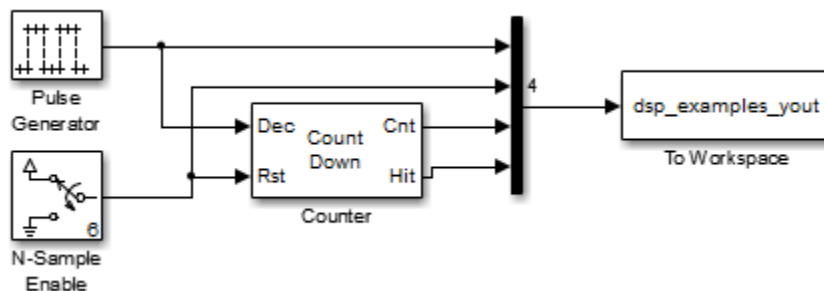 Pulse
Generator
Dec
Cnt
Count
Down
Rst
Hit
Counter
6
N-Sample
Enable
4
dsp_examples_yout
To Workspace